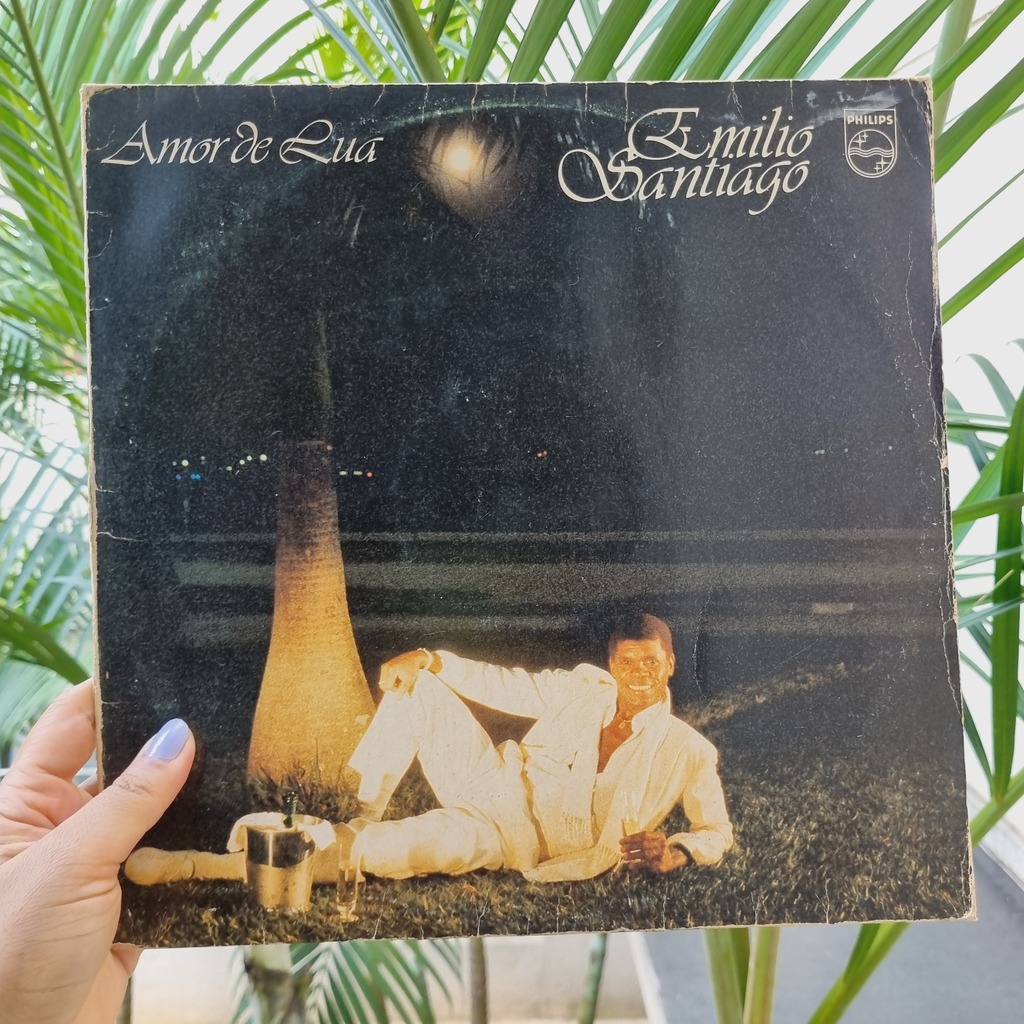 Amor de Lua
Emilio
Santiago
PHILIPS